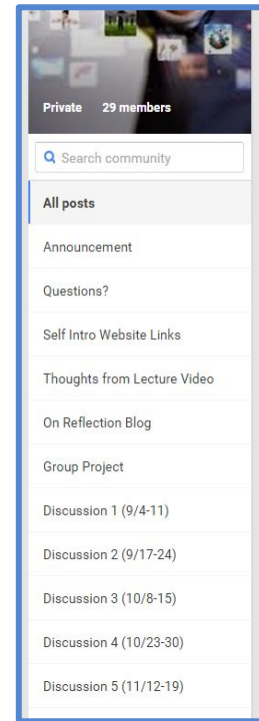 Private 29 members
Search community
All posts
Announcement
Questions?
Self Intro Website Links
Thoughts from Lecture Video
On Reflection Blog
Group Project
Discussion 1 (9/4-11)
Discussion 2 (9/17-24)
Discussion 3 (10/8-15)
Discussion 4 (10/23-30)
Discussion 5 (11/12-19)